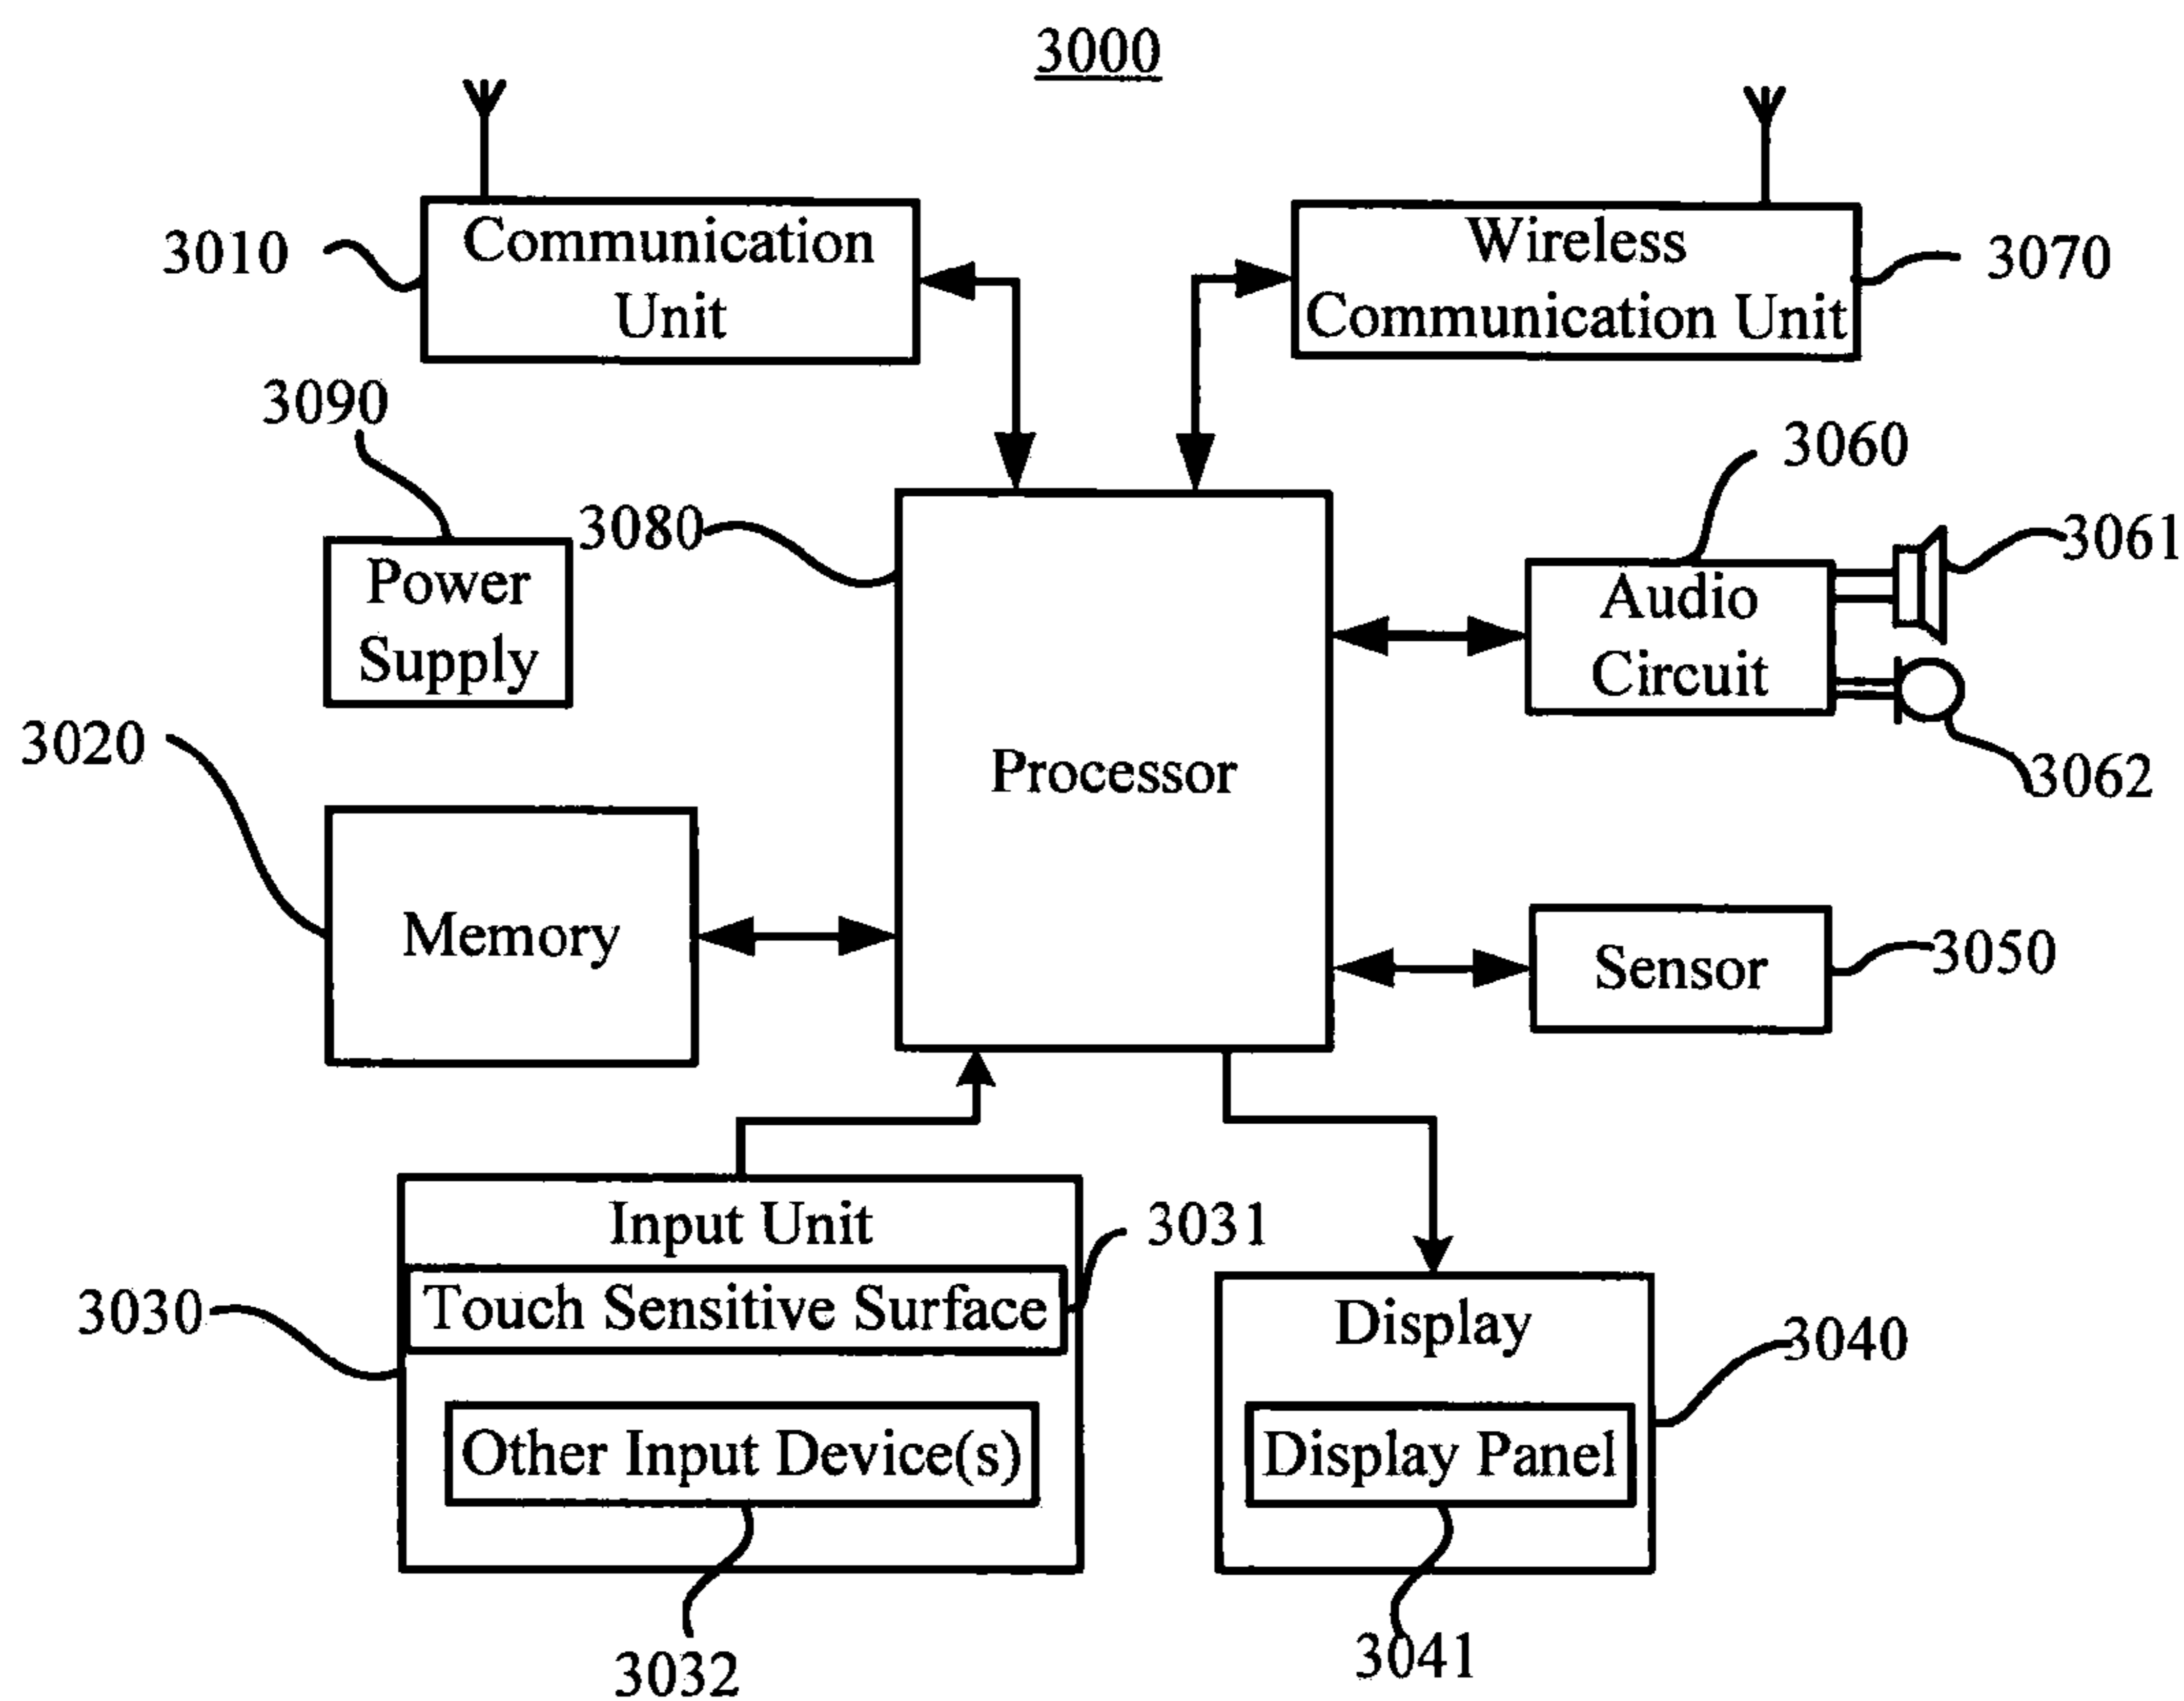 3000
Communication
Unit
3010
Wireless
Communication Unit
3070
3090
3080
3060
3061
Power
Supply
Audio
Circuit
3062
3020
Processor
Memory
Sensor
3050
Input Unit
3031
Touch Sensitive Surface
3030
Display
3040
Other Input Device(s)
Display Panel
3032
3041